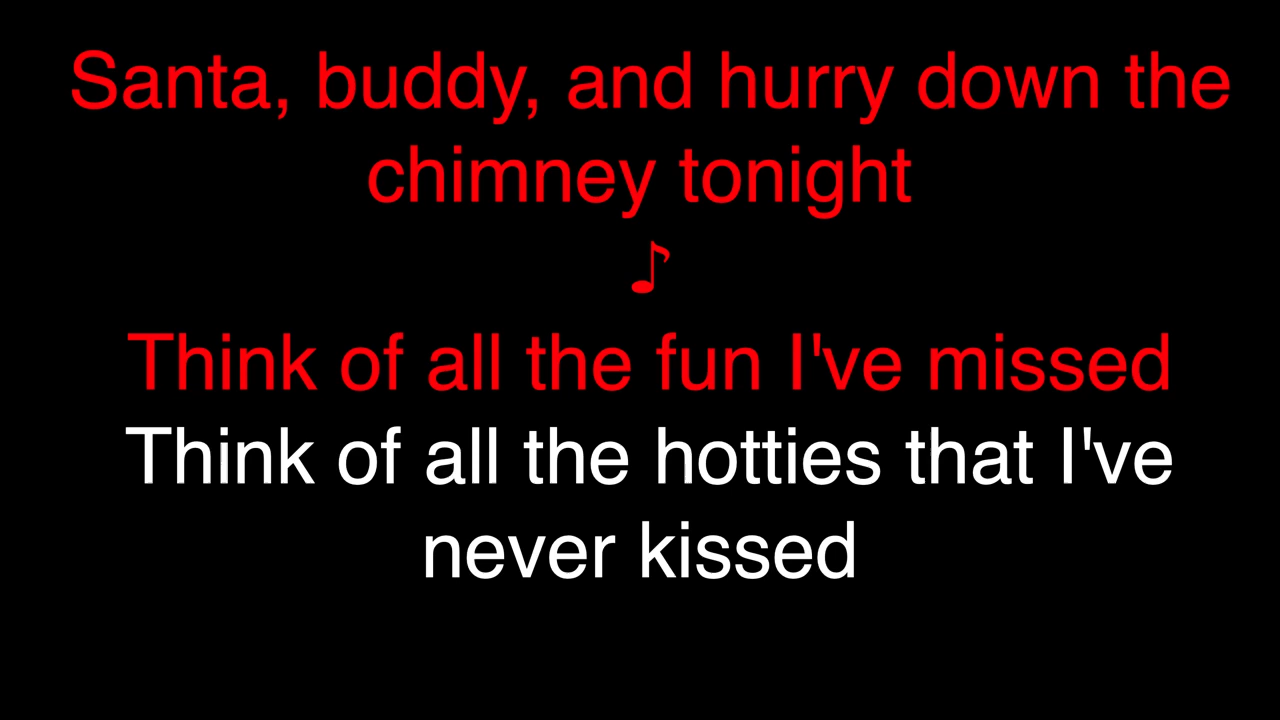 Santa, buddy, and hurry down the
chimney tonight
♪
Think of all the fun I've missed
Think of all the hotties that I've
never kissed